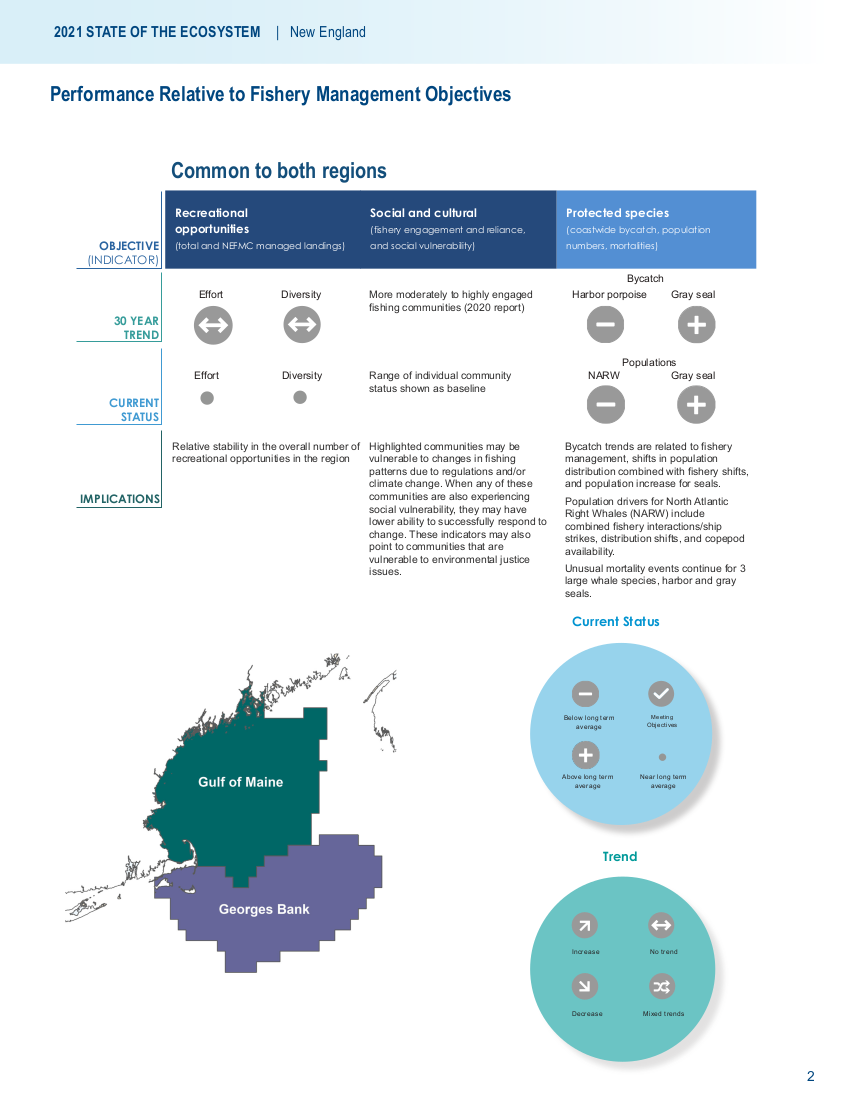 2021 STATE OF THE ECOSYSTEM | New England
Performance Relative to Fishery Management Objectives
Common to both regions
OBJECTIVE
(INDICATOR)
Recreational
opportunities
(total and NEFMC managed landings)
Social and cultural
(fishery engagement and reliance,
and social vulnerability)
Protected species
(coastwide bycatch, population
numbers, mortalities)
30 YEAR
TREND
Effort
Diversity
More moderately to highly engaged
fishing communities (2020 report)
Bycatch
Harbor porpoise
Gray seal
CURRENT
STATUS
Effort
Diversity
Range of individual community
status shown as baseline
Populations
NARW
Gray seal
IMPLICATIONS
Relative stability in the overall number of
recreational opportunities in the region
Highlighted communities may be
vulnerable to changes in fishing
patterns due to regulations and/or
climate change. When any of these
communities are also experiencing
social vulnerability, they may have
lower ability to successfully respond to
change. These indicators may also
point to communities that are
vulnerable to environmental justice
issues.
Bycatch trends are related to fishery
management, shifts in population
distribution combined with fishery shifts,
and population increase for seals.
Population drivers for North Atlantic
Right Whales (NARW) include
combined fishery interactions/ship
strikes, distribution shifts, and copepod
availability.
Unusual mortality events continue for 3
large whale species, harbor and gray
seals.
Gulf of Maine
Georges Bank
Current Status
Below long term
average
Meeting
Objectives
Above long term
average
Near long term
average
Trend
Increase
No trend
Decrease
Mixed trends
2